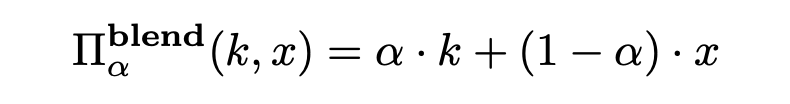 Π_α^blend(k, x) = α · k + (1 − α) · x